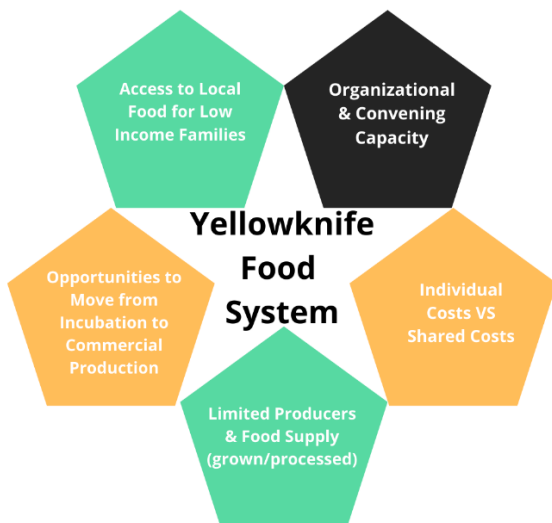 Access to Local
Food for Low
Income Families
Organizational
& Convening
Capacity
Yellowknife
Food
System
Opportunities to
Move from
Incubation to
Commercial
Production
Individual
Costs VS
Shared Costs
Limited Producers
& Food Supply
(grown/processed)